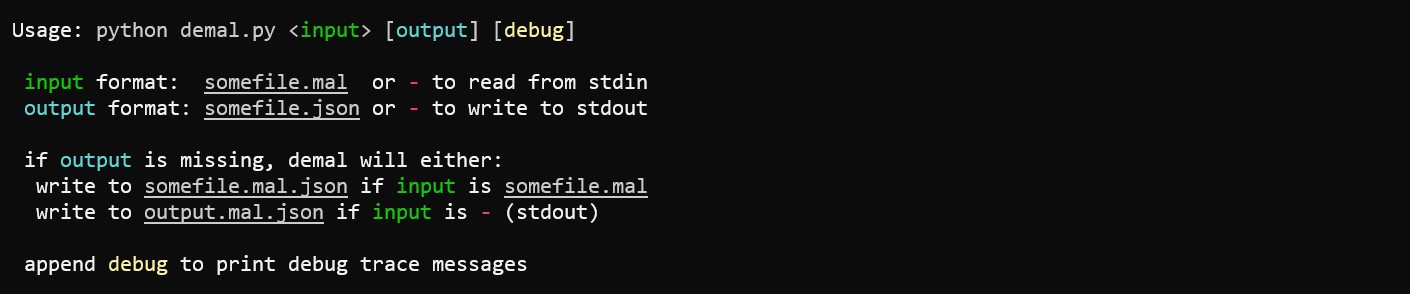 Usage: python demal.py <input> [output] [debug]
input format:  somefile.mal  or - to read from stdin
output format: somefile.json or - to write to stdout
if output is missing, demal will either:
write to somefile.mal.json if input is somefile.mal
write to output.mal.json if input is - (stdout)
append debug to print debug trace messages